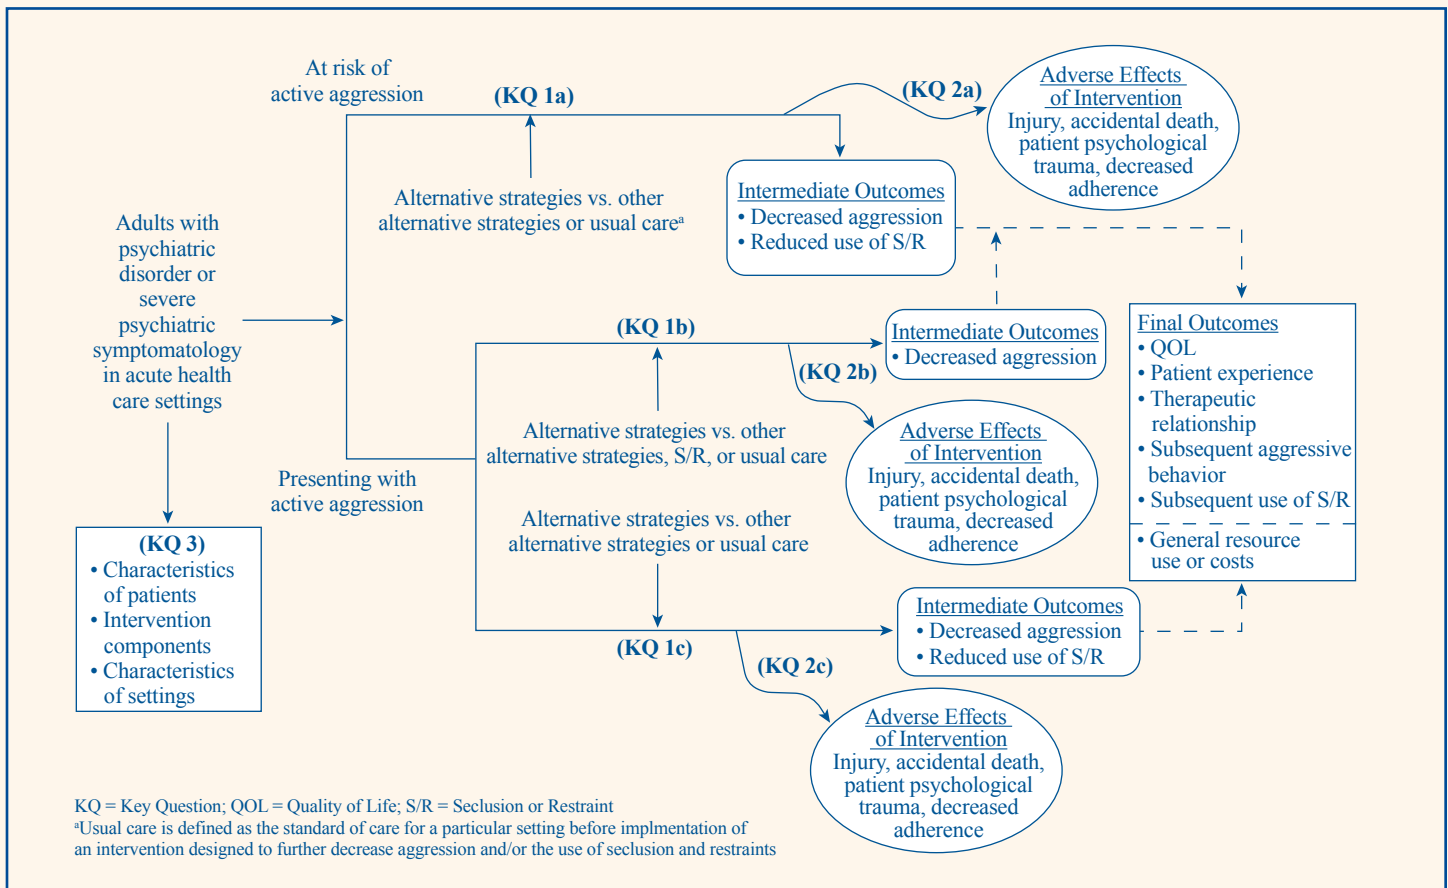 At risk of
active aggression
(KQ 1a)
(KQ 2a)
Adverse Effects
of Intervention
Injury, accidental death,
patient psychological
trauma, decreased
adherence
Alternative strategies vs. other
alternative strategies or usual careᵃ
Intermediate Outcomes
• Decreased aggression
• Reduced use of S/R
Adults with
psychiatric
disorder or
severe
psychiatric
symptomatology
in acute health
care settings
(KQ 1b)
Intermediate Outcomes
• Decreased aggression
(KQ 2b)
Alternative strategies vs. other
alternative strategies, S/R, or usual care
Adverse Effects
of Intervention
Injury, accidental death,
patient psychological
trauma, decreased
adherence
Final Outcomes
• QOL
• Patient experience
• Therapeutic
relationship
• Subsequent aggressive
behavior
• Subsequent use of S/R
• General resource
use or costs
Presenting with
active aggression
Alternative strategies vs. other
alternative strategies or usual care
(KQ 1c)
Intermediate Outcomes
• Decreased aggression
• Reduced use of S/R
(KQ 2c)
Adverse Effects
of Intervention
Injury, accidental death,
patient psychological
trauma, decreased
adherence
(KQ 3)
• Characteristics
of patients
• Intervention
components
• Characteristics
of settings
KQ = Key Question; QOL = Quality of Life; S/R = Seclusion or Restraint
ᵃUsual care is defined as the standard of care for a particular setting before implmentation of
an intervention designed to further decrease aggression and/or the use of seclusion and restraints